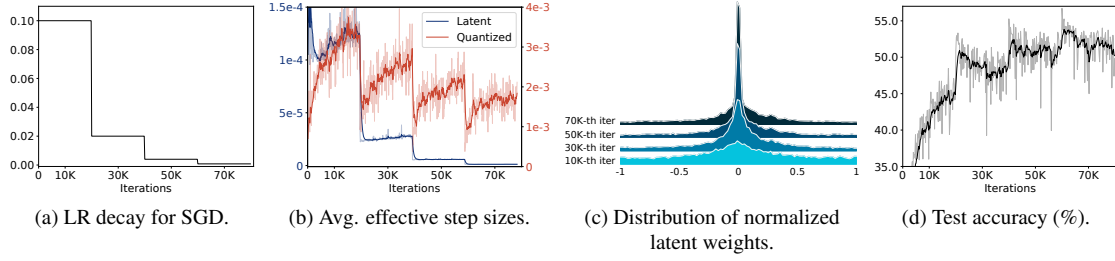 0.10
0.08
0.06
0.04
0.02
0.00
0
10K
30K
50K
70K
Iterations
(a) LR decay for SGD.
1.5e-4
1e-4
5e-5
0
4e-3
3e-3
2e-3
1e-3
0
Latent
Quantized
0
10K
30K
50K
70K
Iterations
(b) Avg. effective step sizes.
70K-th iter
50K-th iter
30K-th iter
10K-th iter
-1
-0.5
0
0.5
1
(c) Distribution of normalized
latent weights.
55.0
50.0
45.0
40.0
35.0
0
10K
30K
50K
70K
Iterations
(d) Test accuracy (%).